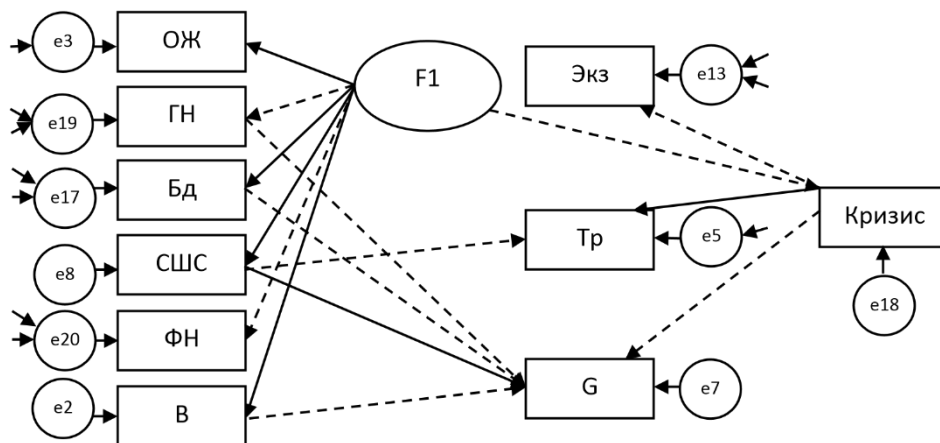 e3
ОЖ
F1
Экз
e13
e19
ГН
e17
Бд
Кризис
Тр
e5
e8
СШС
e18
e20
ФН
G
e7
e2
В